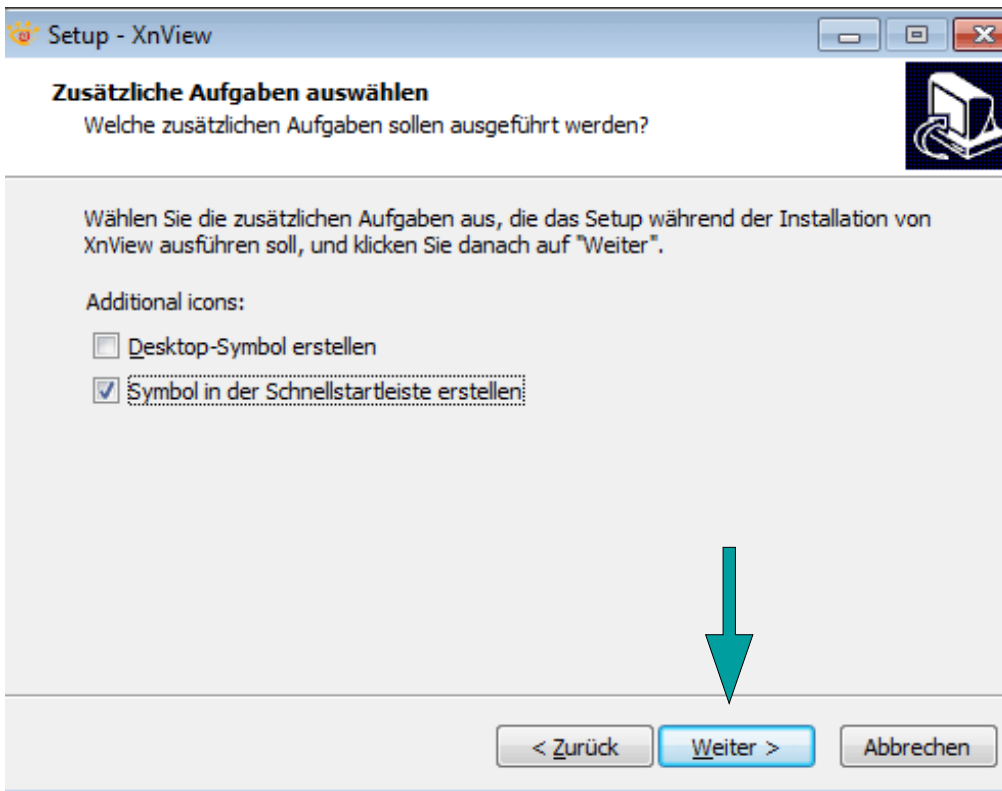 Setup - XnView
Zusätzliche Aufgaben auswählen
Welche zusätzlichen Aufgaben sollen ausgeführt werden?
Wählen Sie die zusätzlichen Aufgaben aus, die das Setup während der Installation von
XnView ausführen soll, und klicken Sie danach auf "Weiter".
Additional icons:
Desktop-Symbol erstellen
Symbol in der Schnellstartleiste erstellen
< Zurück Weiter > Abbrechen